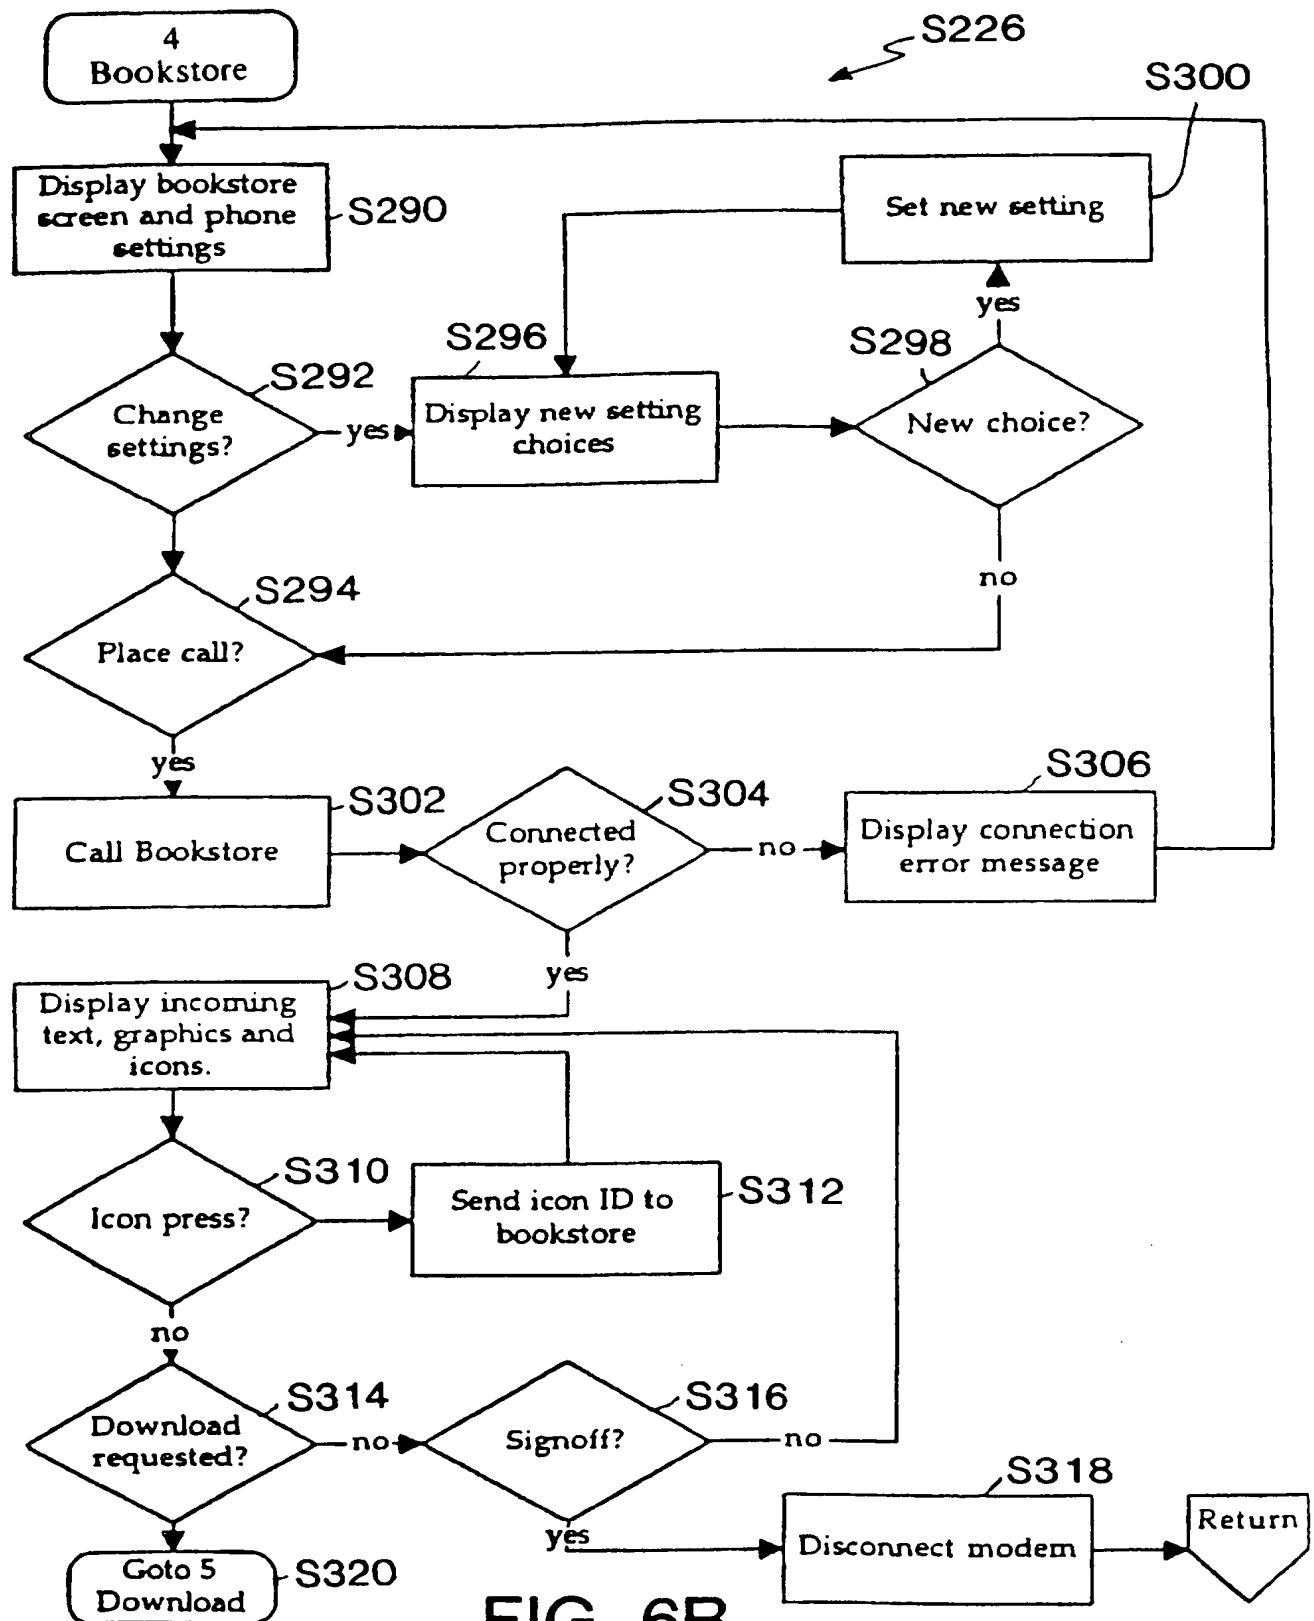 4
Bookstore
S226
S300
Display bookstore
screen and phone
settings
S290
Set new setting
yes
S296
S298
S292
Change
settings?
yes
Display new setting
choices
New choice?
no
S294
Place call?
yes
S306
S302
S304
Call Bookstore
Connected
properly?
no
Display connection
error message
yes
S308
Display incoming
text, graphics and
icons.
S310
Icon press?
Send icon ID to
bookstore
S312
no
S314
S316
Download
requested?
no
Signoff?
no
S318
yes
Disconnect modem
Return
Goto 5
Download
S320
FIG. 6B